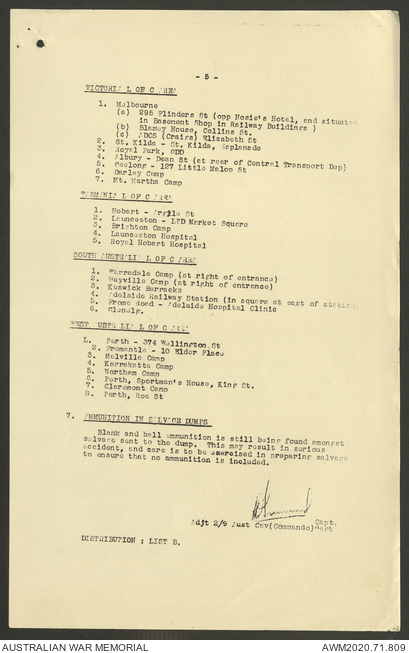 - 5 -
VICTORIA L OF C AREA
1. Melbourne
(a) 295 Flinders St (opp Hosie's Hotel, and situated
in Basement Shop in Railway Buildings )
(b) Blamey House, Collins St.
(c) ADCS (Craigs) Elizabeth St
2. St. Kilda - St. Kilda, Esplanade
3. Royal Park, GDD
4. Albury - Dean St (at rear of Central Transport Dep)
5. Geelong - 127 Little Malop St
6. Darley Camp
7. Mt. Martha Camp
TASMANIA L OF C AREA
1. Hobart - Argyle St
2. Launceston - LHD Market Square
3. Brighton Camp
4. Launceston Hospital
5. Royal Hobart Hospital
SOUTH AUSTRALIA L OF C AREA
1. Warradale Camp (at right of entrance)
2. Wayville Camp (at right of entrance)
3. Keswick Barracks
4. Adelaide Railway Station (in square at east of station)
5. Frome Road - Adelaide Hospital Clinic
6. Glenelg.
WEST AUSTRALIA L OF C AREA
1. Perth - 374 Wellington St
2. Fremantle - 10 Elder Place
3. Melville Camp
4. Karrakatta Camp
5. Northam Camp
6. Perth, Sportman's House, King St.
7. Claremont Camp
8. Perth, Roe St
7. AMMUNITION IN SALVAGE DUMPS
Blank and ball ammunition is still being found amongst
salvage sent to the dump. This may result in serious
accident, and care is to be exercised in preparing salvage
to ensure that no ammunition is included.
Capt.
Adjt 2/9 Aust Cav(Commando) Regt
DISTRIBUTION : LIST B.
AUSTRALIAN WAR MEMORIAL
AWM2020.71.809